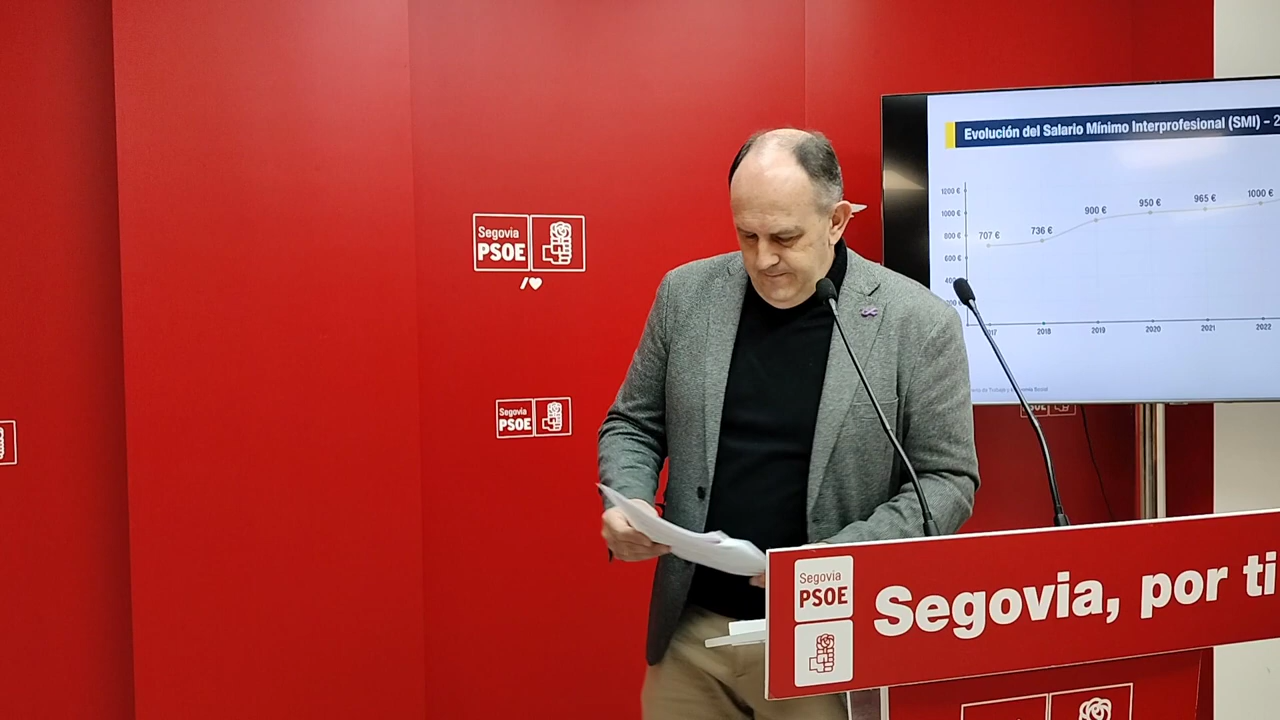 Segovia
PSOE
Segovia
PSOE
Evolución del Salario Mínimo Interprofesional (SMI) – 2
1200 €
1000 €
800 €
600 €
707 €
736 €
900 €
950 €
965 €
1000 €
2018
2019
2020
2021
2022
PSOE
Segovia
PSOE
Segovia, por ti